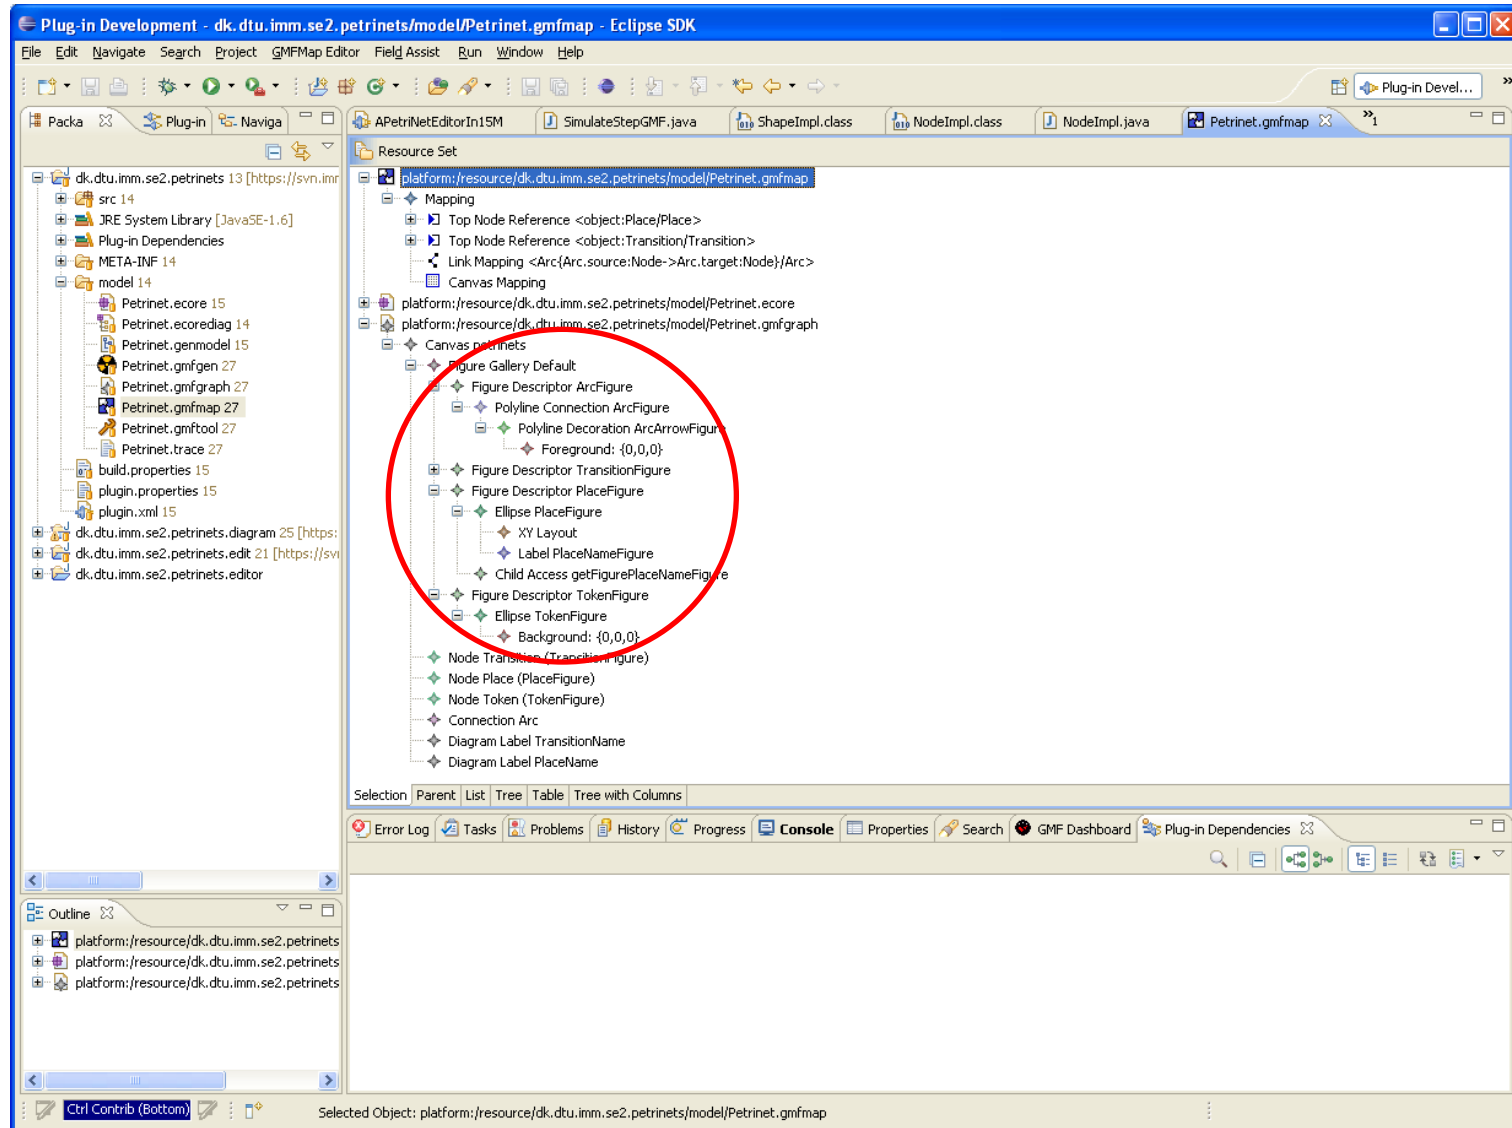 Plug-in Development - dk.dtu.imm.se2.petrinets/model/Petrinet.gmfmap - Eclipse SDK
File Edit Navigate Search Project GMFMap Editor Field Assist Run Window Help
Plug-in Devel...
Packa Plug-in Naviga
APetriNetEditorIn15M SimulateStepGMF.java ShapeImpl.class NodeImpl.class NodeImpl.java Petrinet.gmfmap »1
Resource Set
dk.dtu.imm.se2.petrinets 13 [https://svn.imm
src 14
JRE System Library [JavaSE-1.6]
Plug-in Dependencies
META-INF 14
model 14
Petrinet.ecore 15
Petrinet.ecorediag 14
Petrinet.genmodel 15
Petrinet.gmfgen 27
Petrinet.gmfgraph 27
Petrinet.gmfmap 27
Petrinet.gmftool 27
Petrinet.trace 27
build.properties 15
plugin.properties 15
plugin.xml 15
dk.dtu.imm.se2.petrinets.diagram 25 [https:
dk.dtu.imm.se2.petrinets.edit 21 [https://sv
dk.dtu.imm.se2.petrinets.editor
platform:/resource/dk.dtu.imm.se2.petrinets/model/Petrinet.gmfmap
Mapping
Top Node Reference <object:Place/Place>
Top Node Reference <object:Transition/Transition>
Link Mapping <Arc{Arc.source:Node->Arc.target:Node}/Arc>
Canvas Mapping
platform:/resource/dk.dtu.imm.se2.petrinets/model/Petrinet.ecore
platform:/resource/dk.dtu.imm.se2.petrinets/model/Petrinet.gmfgraph
Canvas petrinets
Figure Gallery Default
Figure Descriptor ArcFigure
Polyline Connection ArcFigure
Polyline Decoration ArcArrowFigure
Foreground: {0,0,0}
Figure Descriptor TransitionFigure
Figure Descriptor PlaceFigure
Ellipse PlaceFigure
XY Layout
Label PlaceNameFigure
Child Access getFigurePlaceNameFigure
Figure Descriptor TokenFigure
Ellipse TokenFigure
Background: {0,0,0}
Node Transition (TransitionFigure)
Node Place (PlaceFigure)
Node Token (TokenFigure)
Connection Arc
Diagram Label TransitionName
Diagram Label PlaceName
Selection Parent List Tree Table Tree with Columns
Error Log Tasks Problems History Progress Console Properties Search GMF Dashboard Plug-in Dependencies
Outline
platform:/resource/dk.dtu.imm.se2.petrinets
platform:/resource/dk.dtu.imm.se2.petrinets
platform:/resource/dk.dtu.imm.se2.petrinets
Ctrl Contrib (Bottom)
Selected Object: platform:/resource/dk.dtu.imm.se2.petrinets/model/Petrinet.gmfmap